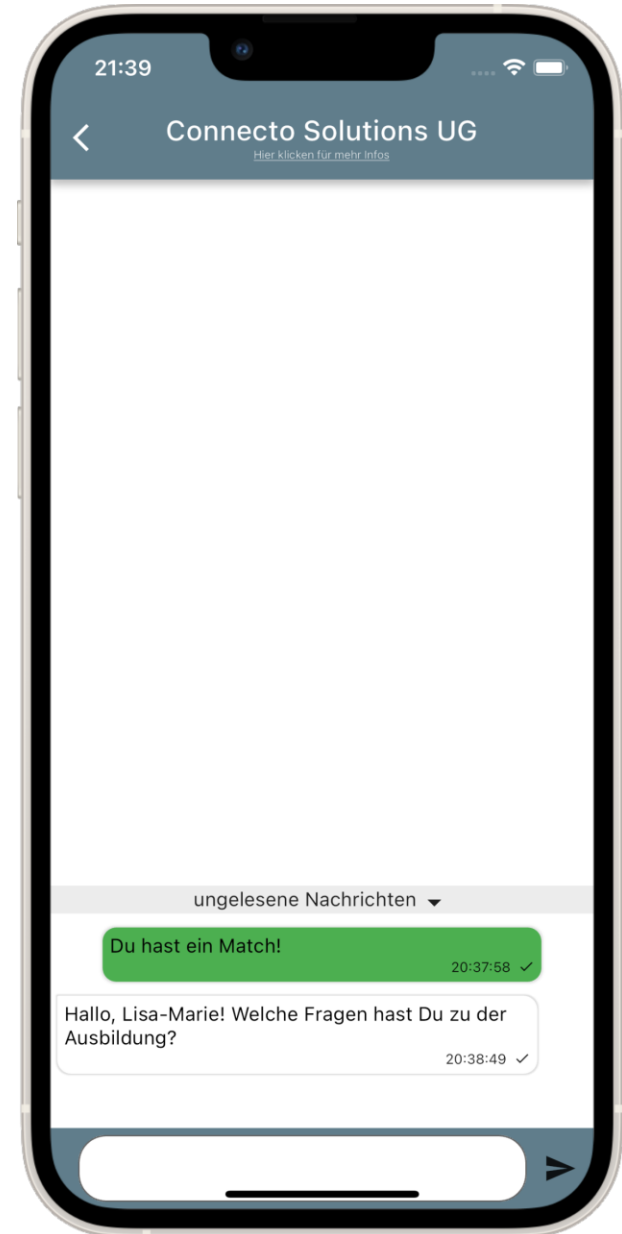 21:39
Connecto Solutions UG
Hier klicken für mehr Infos
ungelesene Nachrichten
Du hast ein Match!
20:37:58
Hallo, Lisa-Marie! Welche Fragen hast Du zu der
Ausbildung?
20:38:49